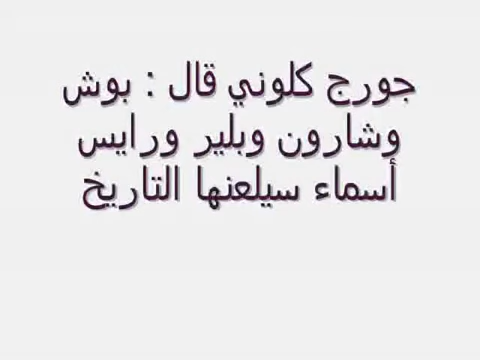 جورج كلوني قال : بوش
وشارون وبلير ورايس
أسماء سيلعنها التاريخ